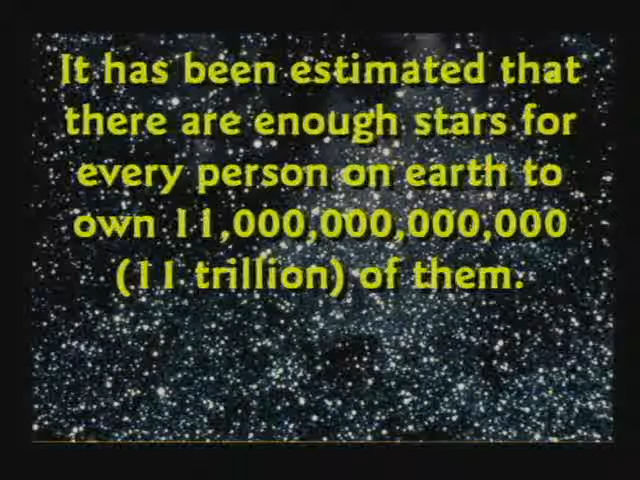 It has been estimated that
there are enough stars for
every person on earth to
own 11,000,000,000,000
(11 trillion) of them.